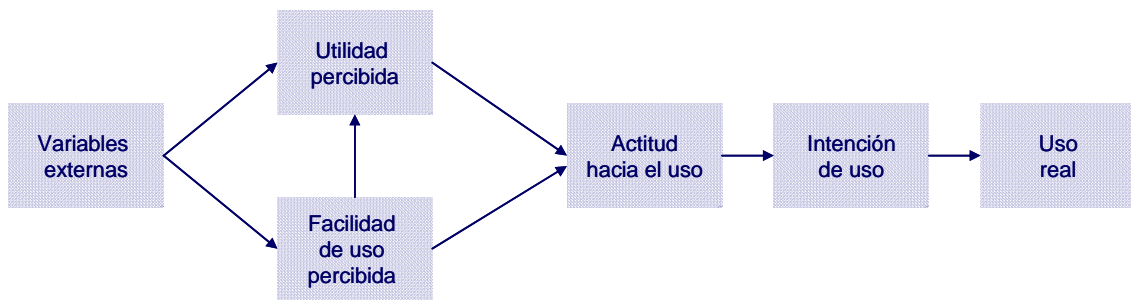 Variables
externas
Utilidad
percibida
Facilidad
de uso
percibida
Actitud
hacia el uso
Intención
de uso
Uso
real